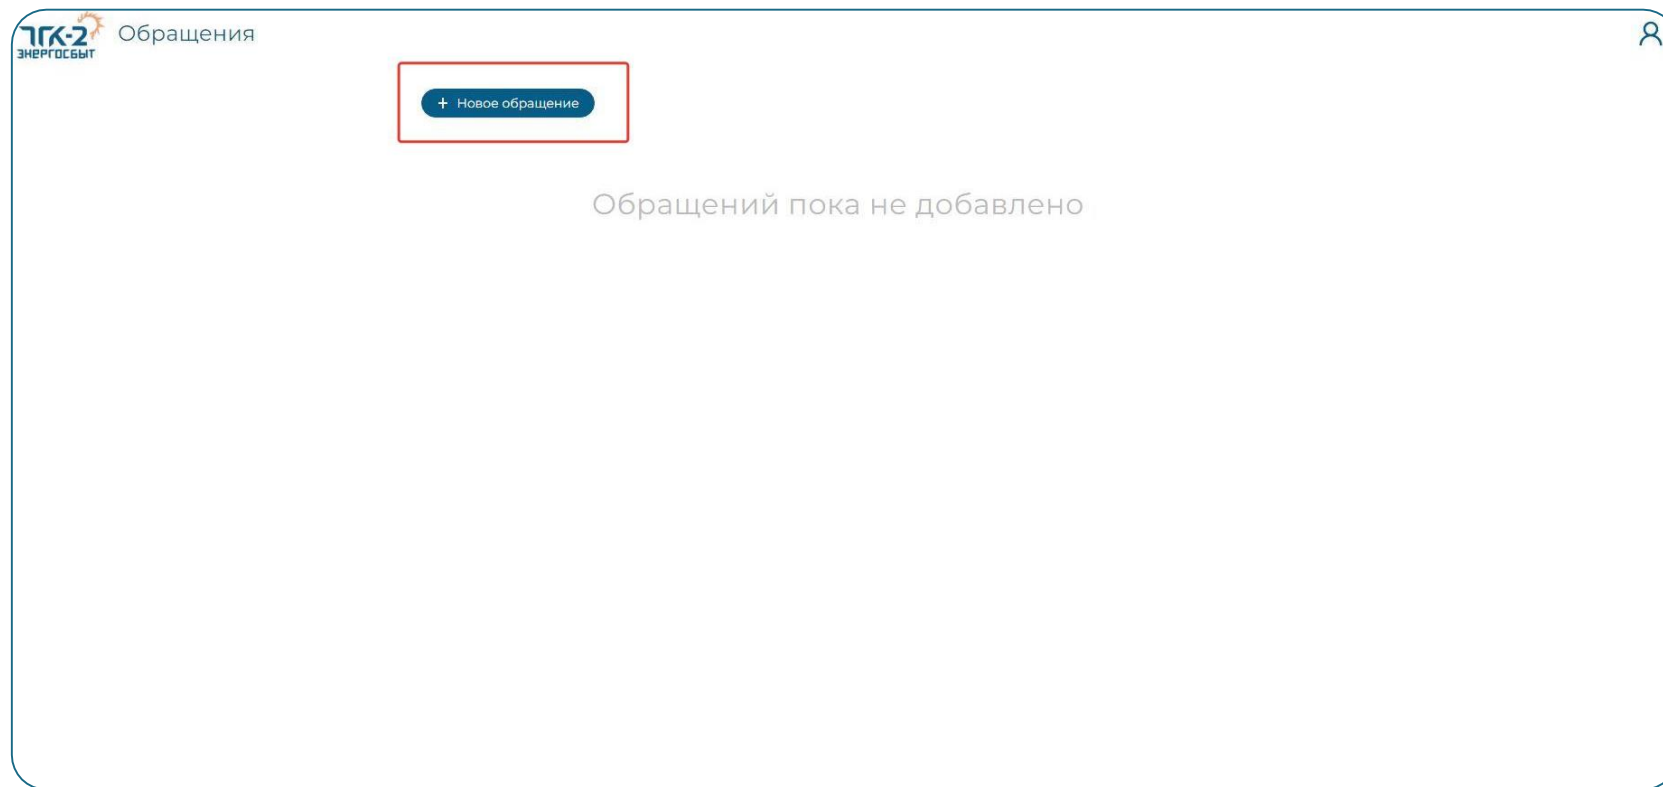 ТГК-2
ЭНЕРГОСБЫТ
Обращения
+ Новое обращение
Обращений пока не добавлено